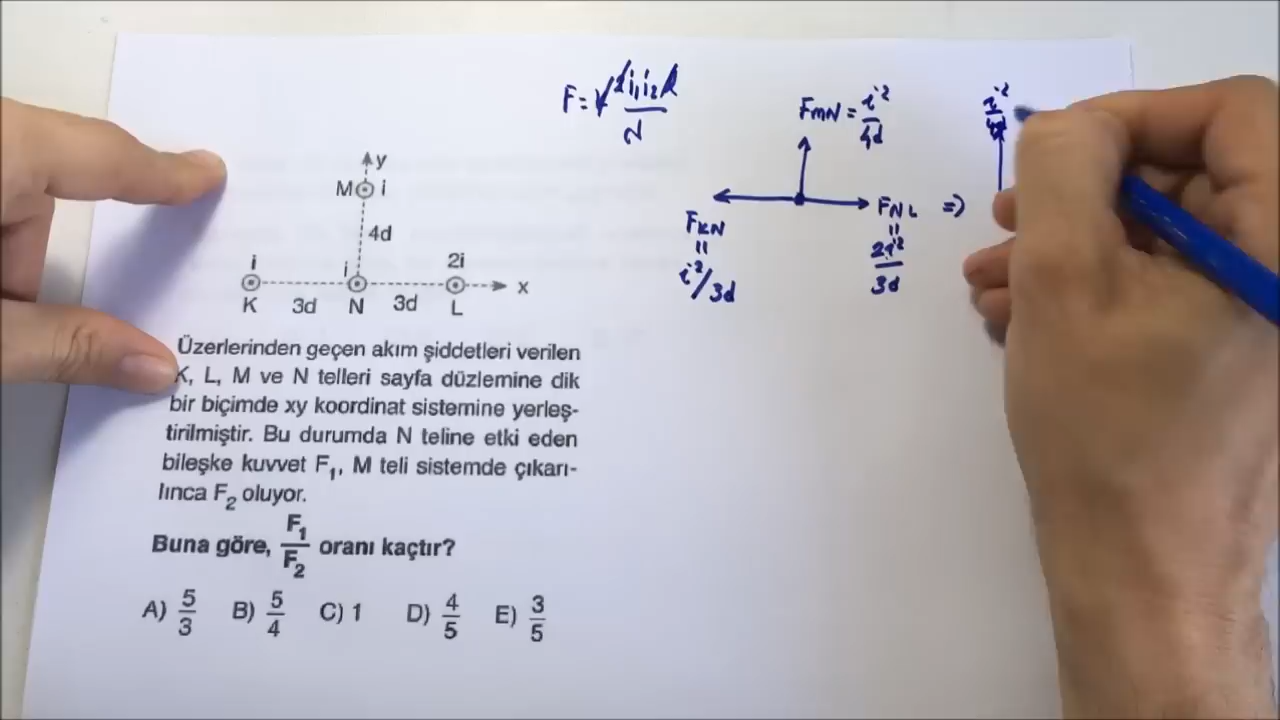 F = K 2i₁i₂l / d
FMN = i² / 4d
i² / 4d
FKN = i²/3d
FNL = 2i² / 3d
=>
y
M i
4d
i i 2i
x
K 3d N 3d L
Üzerlerinden geçen akım şiddetleri verilen
K, L, M ve N telleri sayfa düzlemine dik
bir biçimde xy koordinat sistemine yerleş-
tirilmiştir. Bu durumda N teline etki eden
bileşke kuvvet F₁, M teli sistemde çıkarı-
lınca F₂ oluyor.
Buna göre, F₁/F₂ oranı kaçtır?
A) 5/3 B) 5/4 C) 1 D) 4/5 E) 3/5